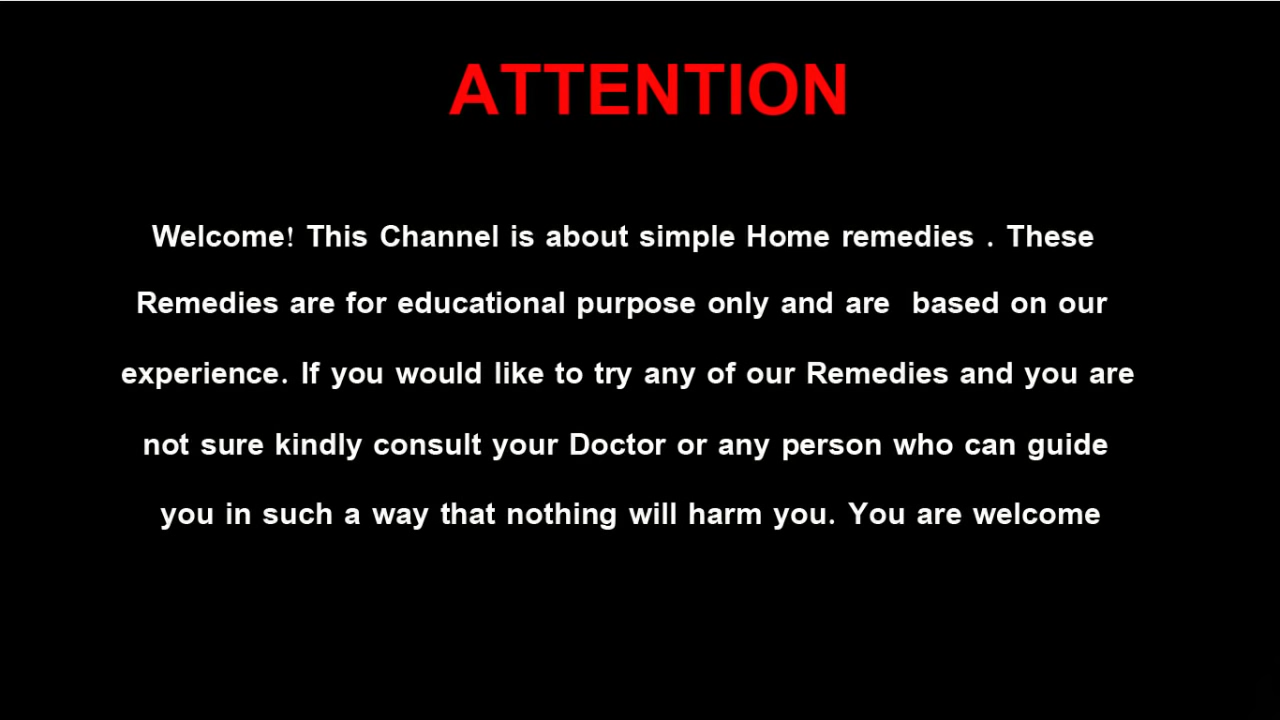 ATTENTION
Welcome! This Channel is about simple Home remedies . These
Remedies are for educational purpose only and are  based on our
experience. If you would like to try any of our Remedies and you are
not sure kindly consult your Doctor or any person who can guide
you in such a way that nothing will harm you. You are welcome